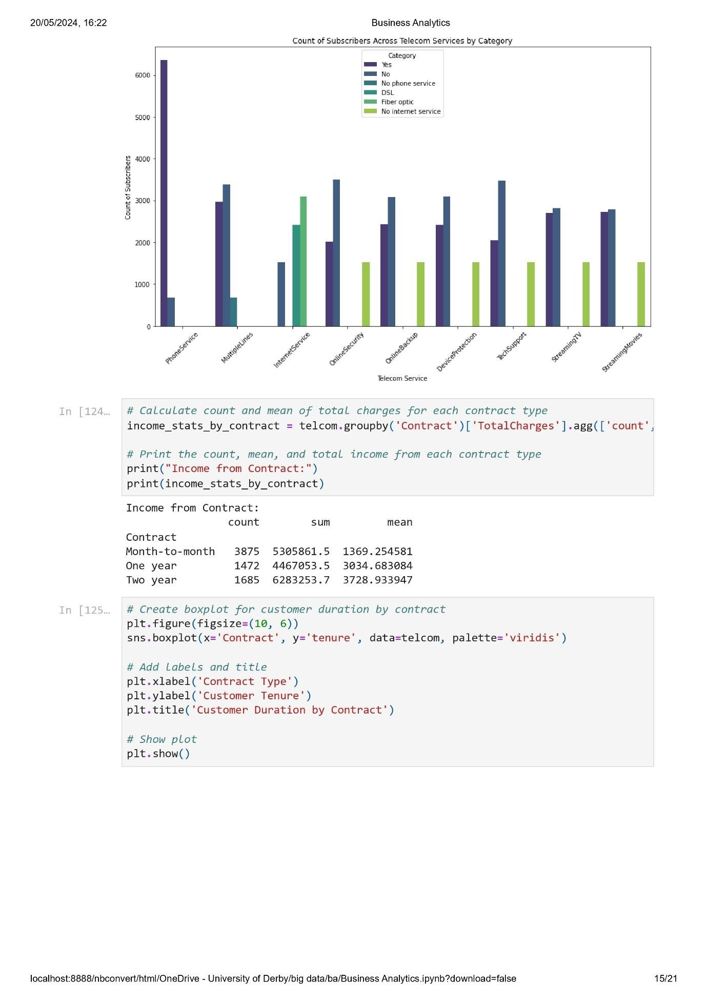 20/05/2024, 16:22 Business Analytics
Count of Subscribers Across Telecom Services by Category
Category
Yes
No
No phone service
DSL
Fiber optic
No internet service
6000
5000
4000
3000
2000
1000
0
Count of Subscribers
PhoneService MultipleLines InternetService OnlineSecurity OnlineBackup DeviceProtection TechSupport StreamingTV StreamingMovies
Telecom Service
In [124…
# Calculate count and mean of total charges for each contract type
income_stats_by_contract = telcom.groupby('Contract')['TotalCharges'].agg(['count',
# Print the count, mean, and total income from each contract type
print("Income from Contract:")
print(income_stats_by_contract)
Income from Contract:
count sum mean
Contract
Month-to-month 3875 5305861.5 1369.254581
One year 1472 4467053.5 3034.683084
Two year 1685 6283253.7 3728.933947
In [125…
# Create boxplot for customer duration by contract
plt.figure(figsize=(10, 6))
sns.boxplot(x='Contract', y='tenure', data=telcom, palette='viridis')
# Add labels and title
plt.xlabel('Contract Type')
plt.ylabel('Customer Tenure')
plt.title('Customer Duration by Contract')
# Show plot
plt.show()
localhost:8888/nbconvert/html/OneDrive - University of Derby/big data/ba/Business Analytics.ipynb?download=false 15/21